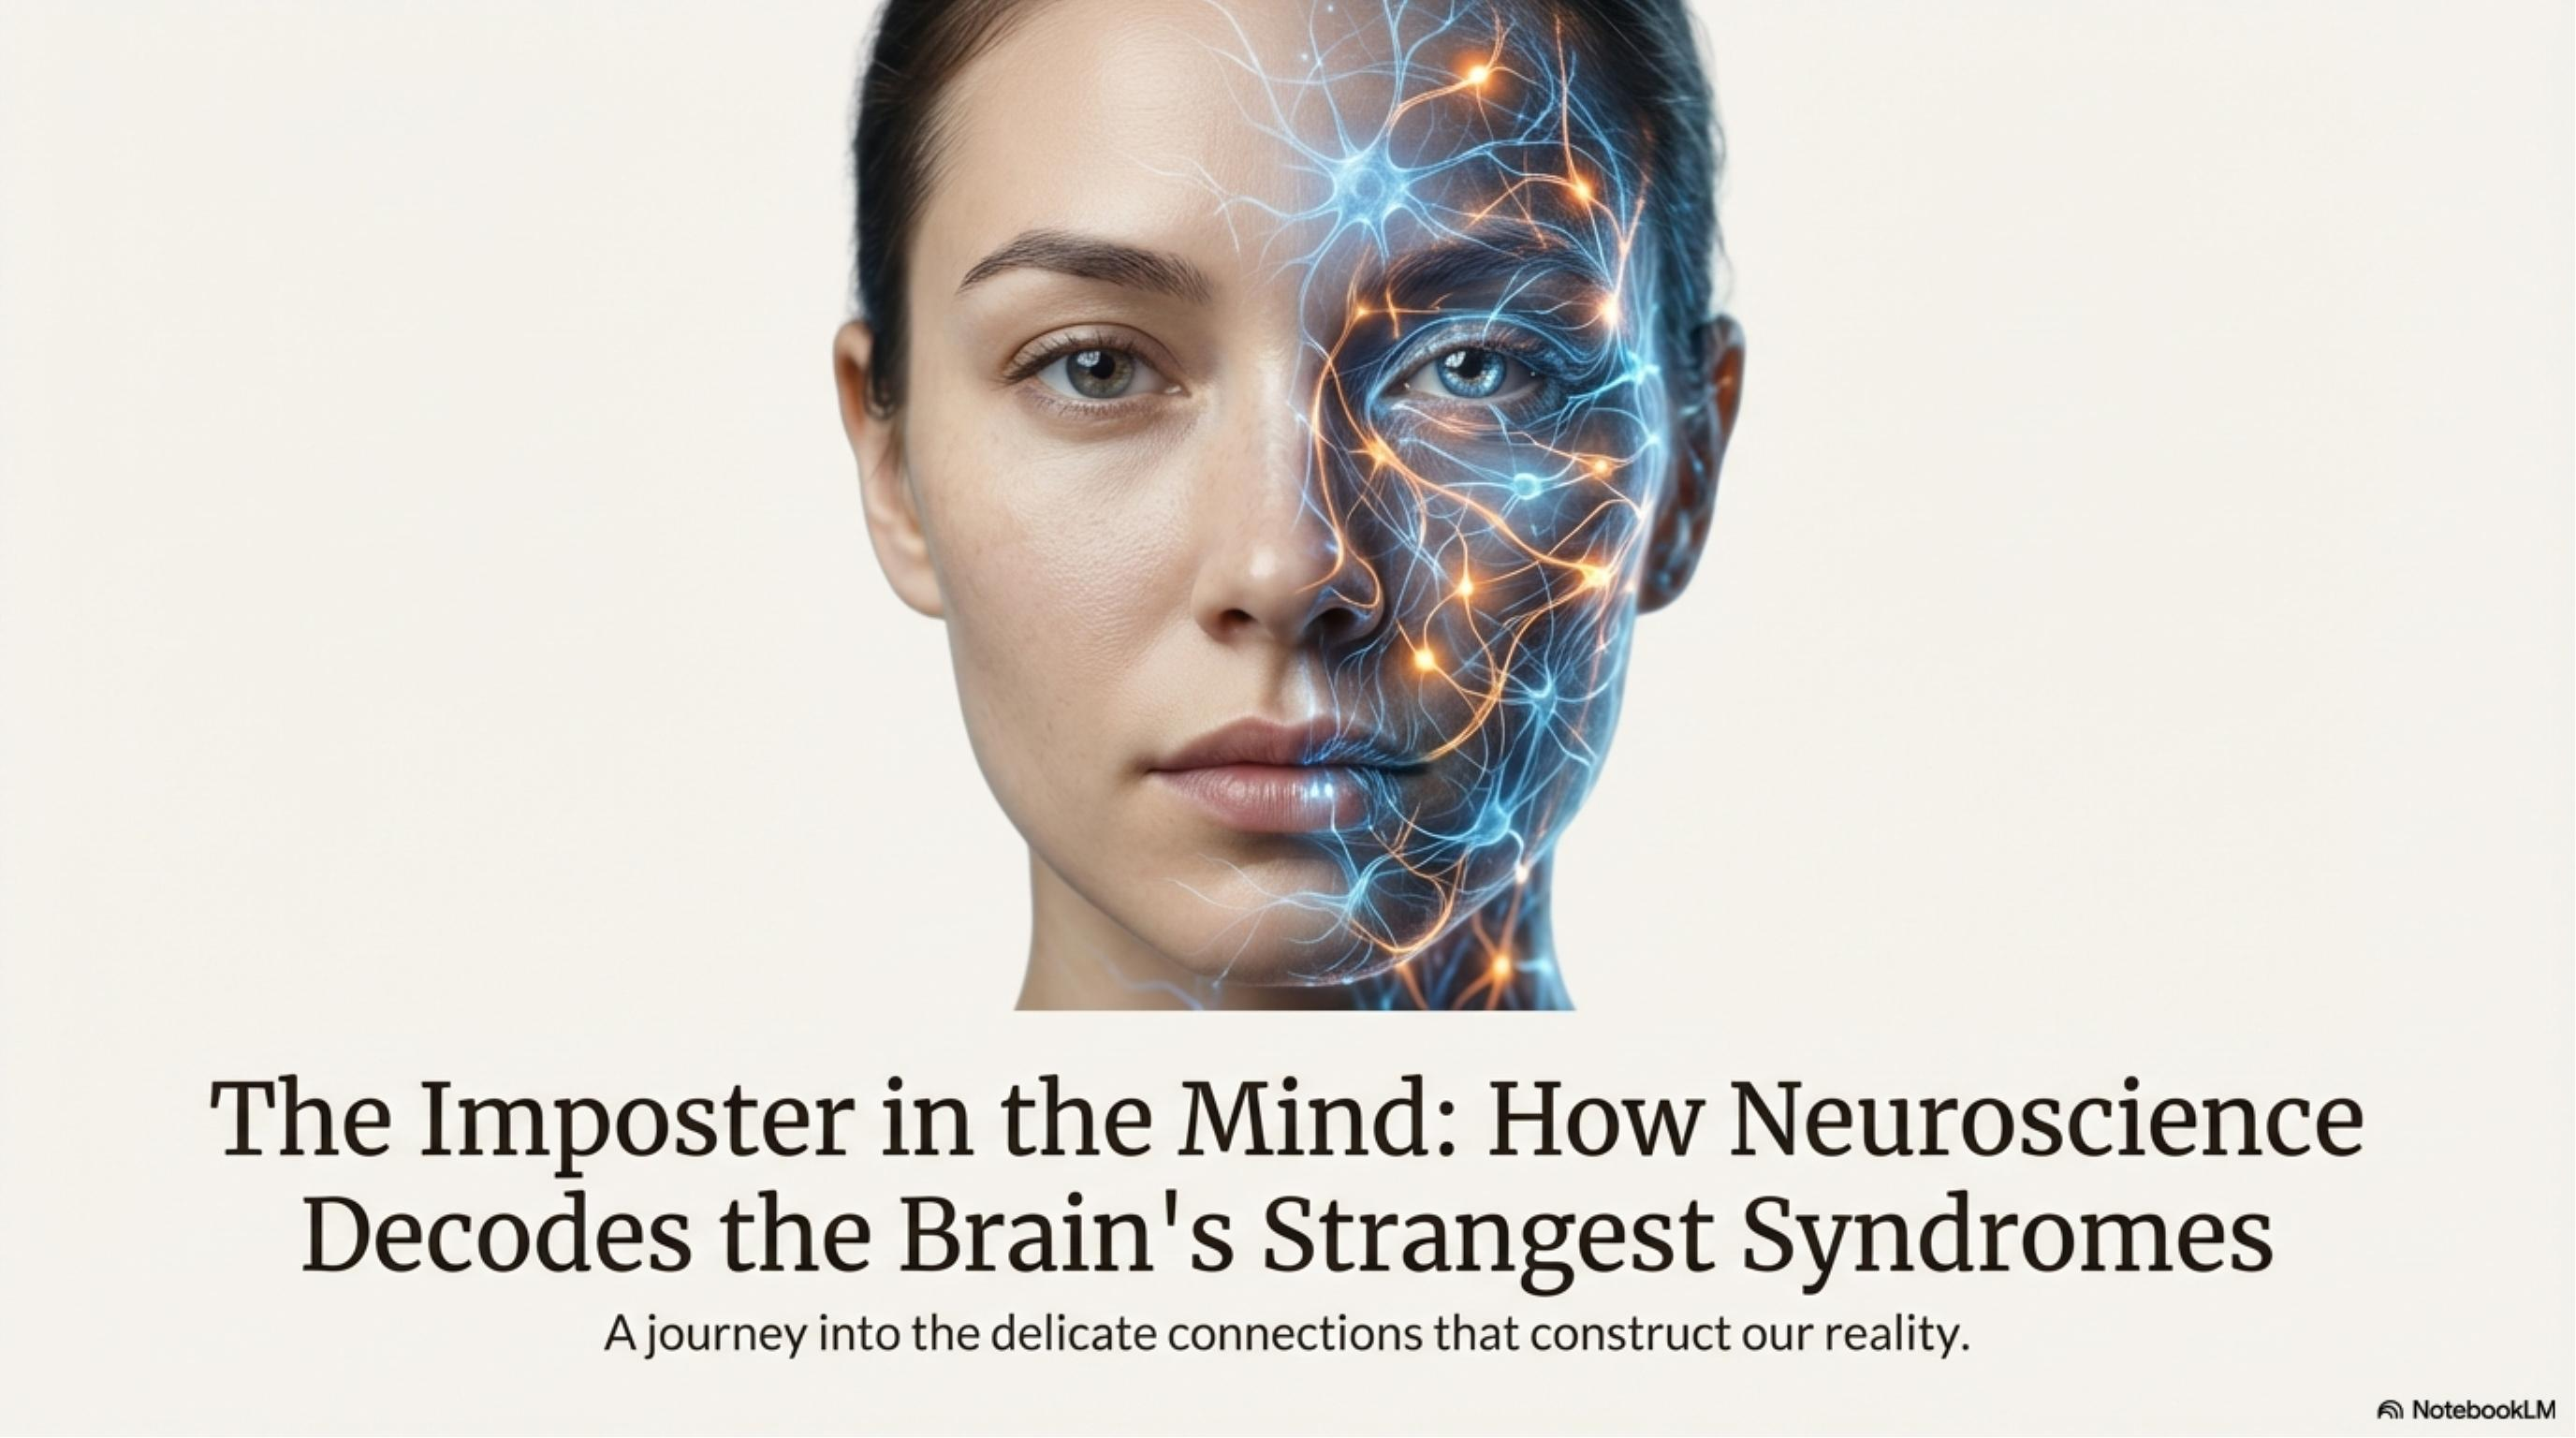 The Imposter in the Mind: How Neuroscience
Decodes the Brain's Strangest Syndromes
A journey into the delicate connections that construct our reality.
NotebookLM